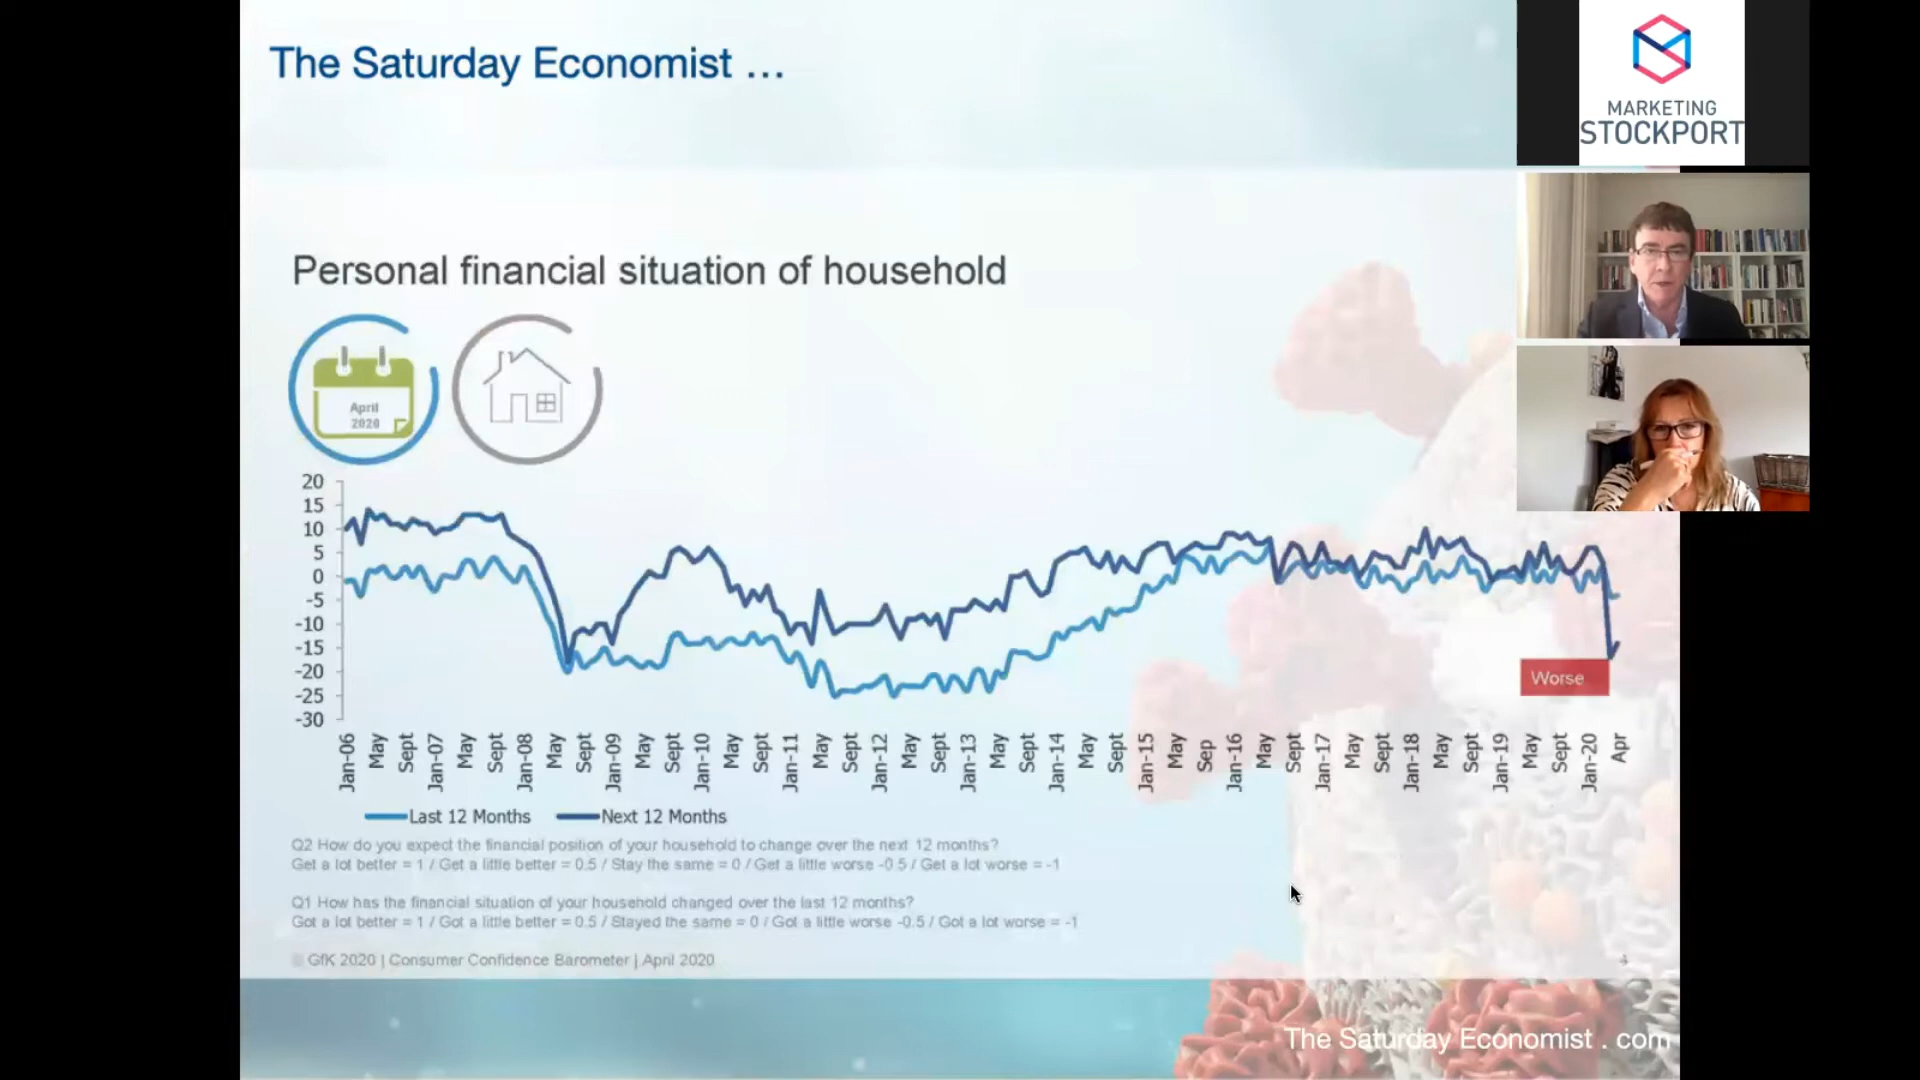 The Saturday Economist ...
MARKETING
STOCKPORT
Personal financial situation of household
April
2020
20
15
10
5
0
-5
-10
-15
-20
-25
-30
Worse
Jan-06 May Sept Jan-07 May Sept Jan-08 May Sept Jan-09 May Sept Jan-10 May Sept Jan-11 May Sept Jan-12 May Sept Jan-13 May Sept Jan-14 May Sept Jan-15 May Sep Jan-16 May Sept Jan-17 May Sept Jan-18 May Sept Jan-19 May Sept Jan-20 Apr
Last 12 Months Next 12 Months
Q2 How do you expect the financial position of your household to change over the next 12 months?
Get a lot better = 1 / Get a little better = 0.5 / Stay the same = 0 / Get a little worse -0.5 / Get a lot worse = -1
Q1 How has the financial situation of your household changed over the last 12 months?
Got a lot better = 1 / Got a little better = 0.5 / Stayed the same = 0 / Got a little worse -0.5 / Got a lot worse = -1
© GfK 2020 | Consumer Confidence Barometer | April 2020
4
The Saturday Economist . com